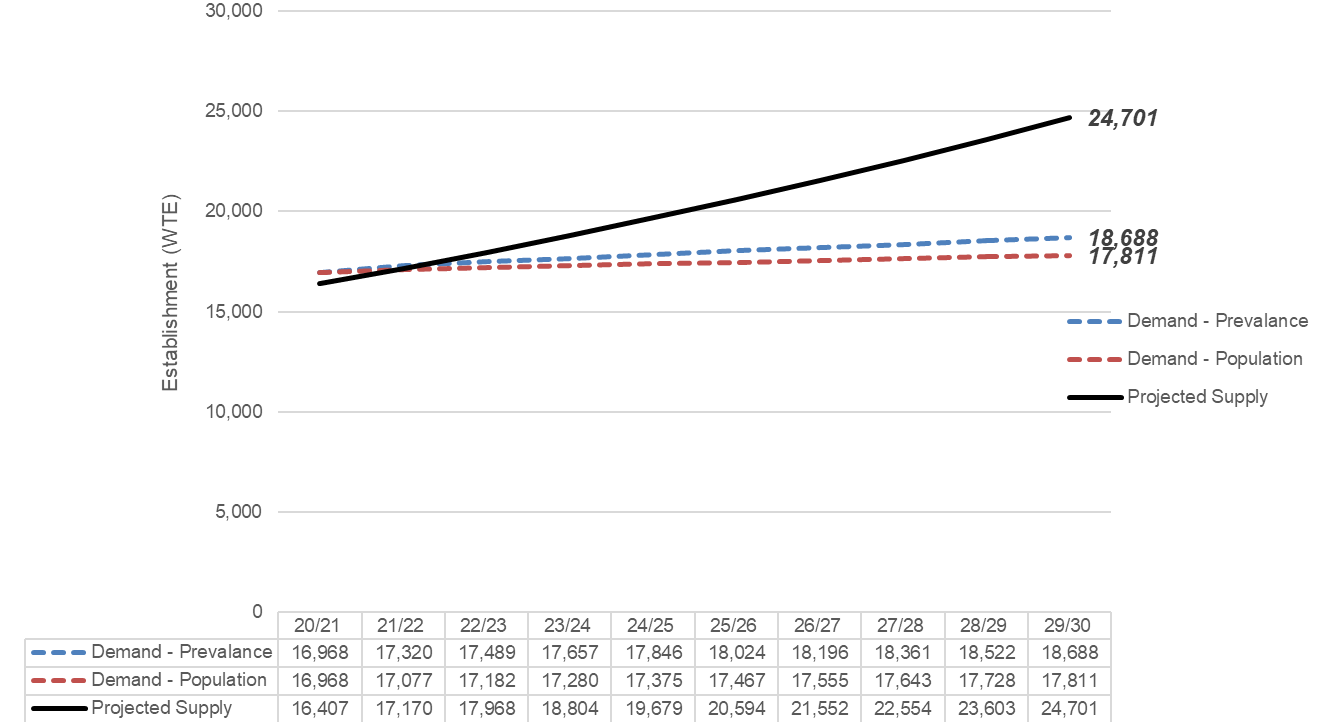 30,000
25,000
20,000
15,000
10,000
5,000
0
Establishment (WTE)
24,701
18,688
17,811
Demand - Prevalance
Demand - Population
Projected Supply
20/21 21/22 22/23 23/24 24/25 25/26 26/27 27/28 28/29 29/30
Demand - Prevalance 16,968 17,320 17,489 17,657 17,846 18,024 18,196 18,361 18,522 18,688
Demand - Population 16,968 17,077 17,182 17,280 17,375 17,467 17,555 17,643 17,728 17,811
Projected Supply 16,407 17,170 17,968 18,804 19,679 20,594 21,552 22,554 23,603 24,701